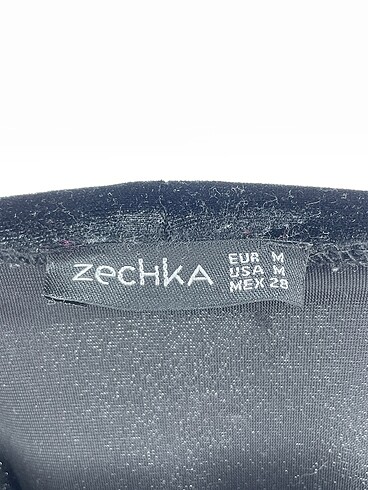 zecHKA
EUR M
USA M
MEX 28